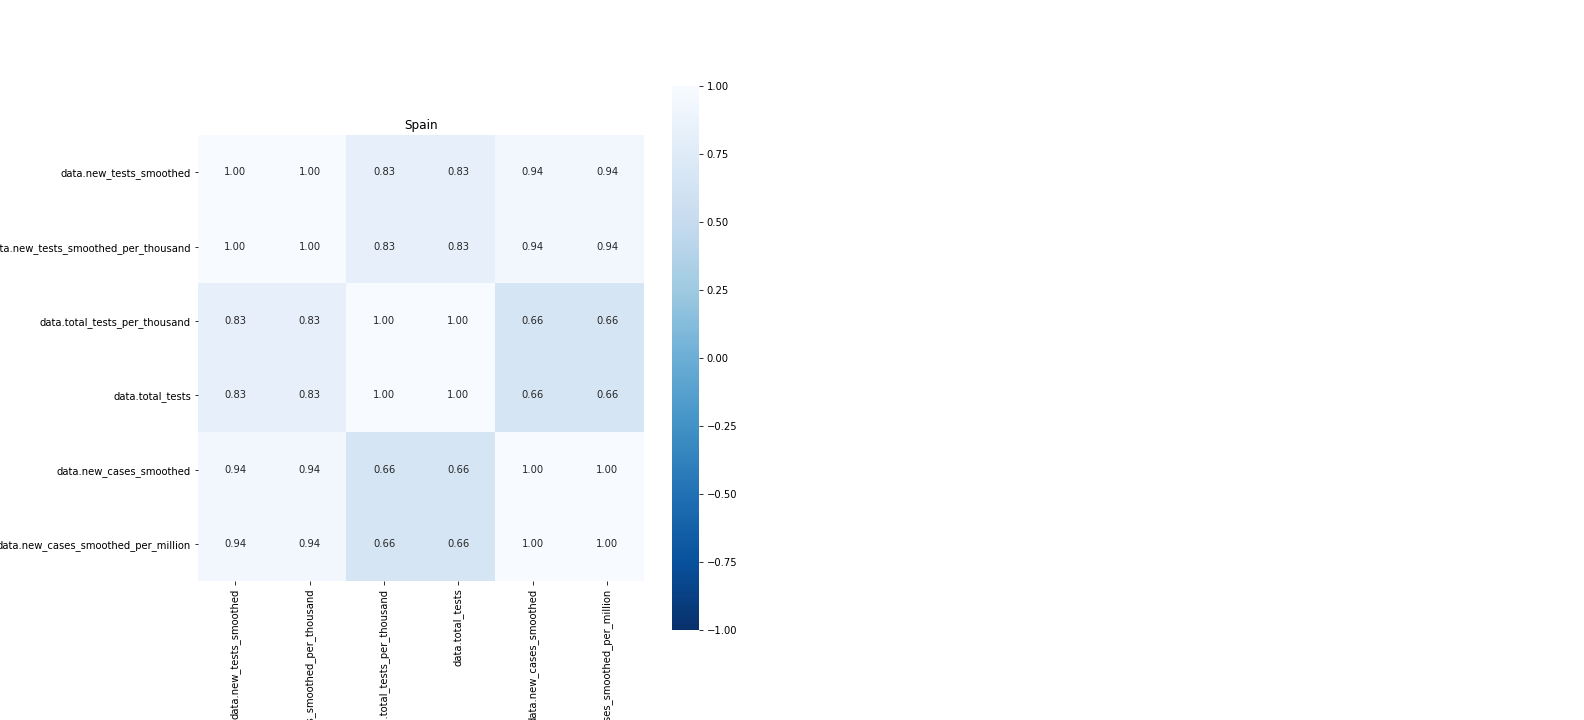 Spain
1.00
0.75
0.50
0.25
0.00
−0.25
−0.50
−0.75
−1.00
data.new_tests_smoothed 1.00 1.00 0.83 0.83 0.94 0.94
ta.new_tests_smoothed_per_thousand 1.00 1.00 0.83 0.83 0.94 0.94
data.total_tests_per_thousand 0.83 0.83 1.00 1.00 0.66 0.66
data.total_tests 0.83 0.83 1.00 1.00 0.66 0.66
data.new_cases_smoothed 0.94 0.94 0.66 0.66 1.00 1.00
data.new_cases_smoothed_per_million 0.94 0.94 0.66 0.66 1.00 1.00
data.new_tests_smoothed
s_smoothed_per_thousand
.total_tests_per_thousand
data.total_tests
data.new_cases_smoothed
ses_smoothed_per_million